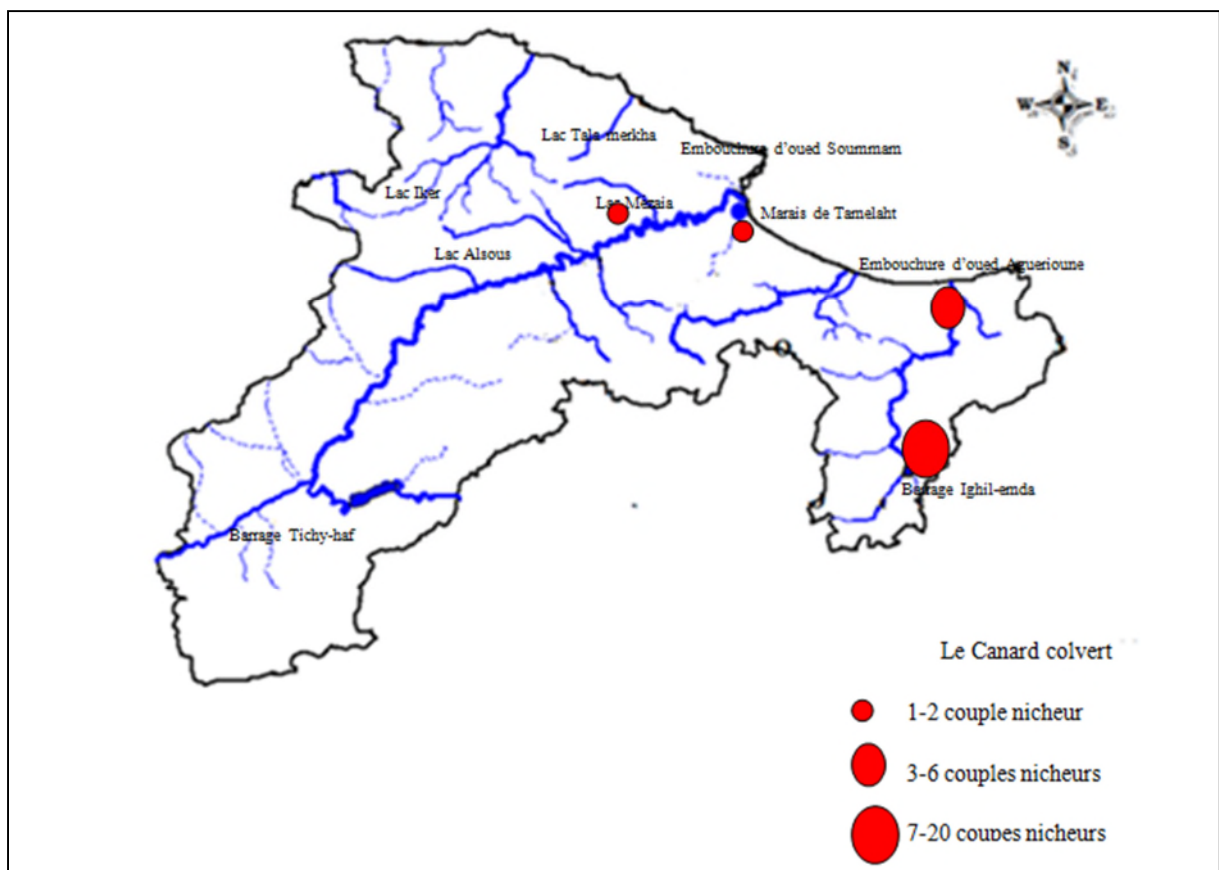 N
W E
S
Lac Tala merkha
Embouchure d'oued Soummam
Lac Iker
Lac Mézaia
Marais de Tamelaht
Lac Alsous
Embouchure d'oued Aguerioune
Barrage Ighil-emda
Barrage Tichy-haf
Le Canard colvert
1-2 couple nicheur
3-6 couples nicheurs
7-20 coupes nicheurs